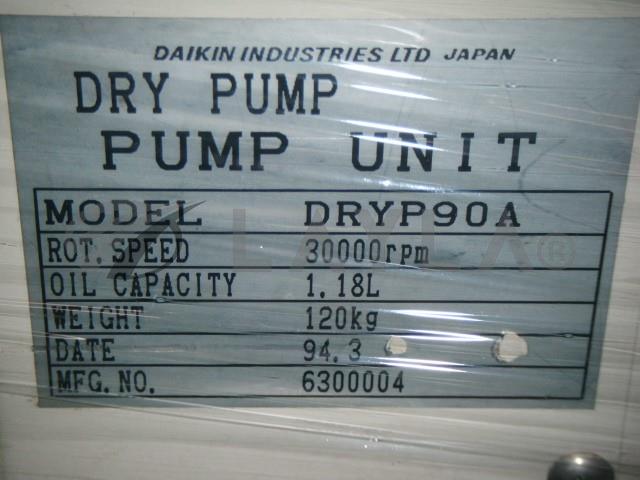 DAIKIN INDUSTRIES LTD JAPAN
DRY PUMP
PUMP UNIT
MODEL DRYP90A
ROT. SPEED 30000rpm
OIL CAPACITY 1.18L
WEIGHT 120kg
DATE 94.3
MFG. NO. 6300004